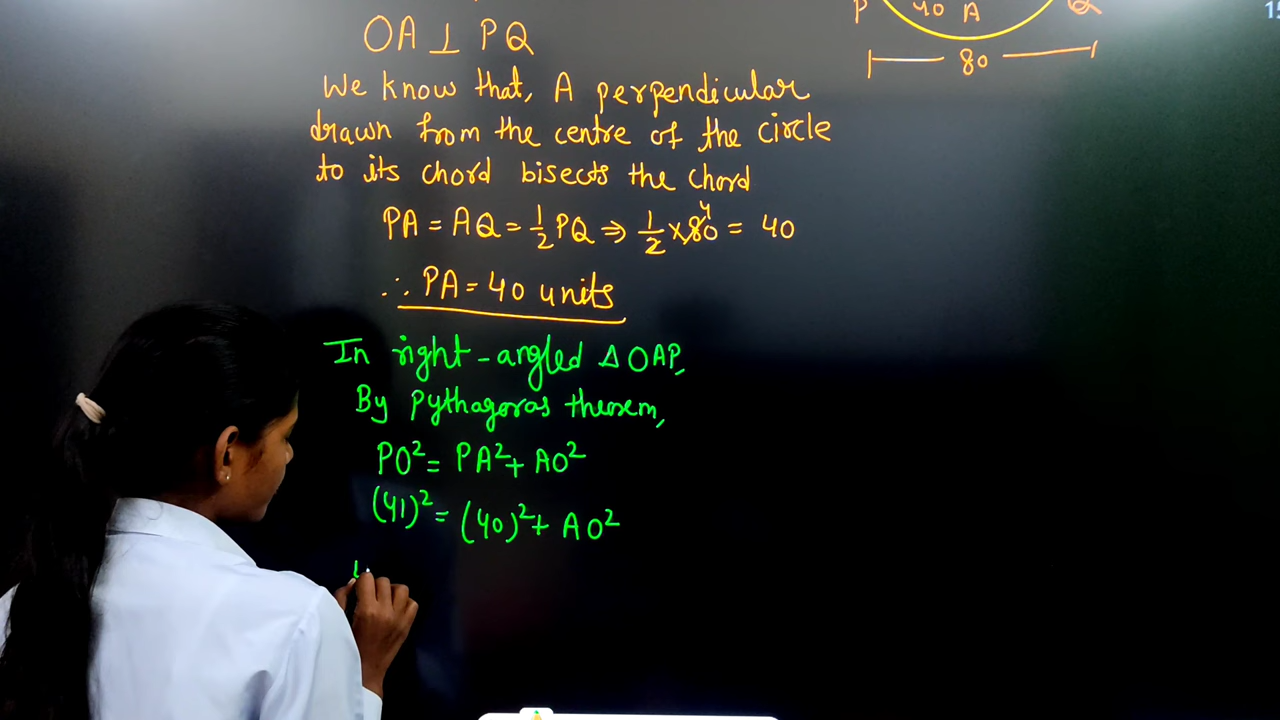 P 40 A Q
80
OA ⊥ PQ
We know that, A perpendicular
drawn from the centre of the circle
to its chord bisects the chord
PA = AQ = 1/2 PQ ⇒ 1/2 × 80 4 = 40
∴ PA = 40 units
In right-angled Δ OAP,
By Pythagoras theorem,
PO² = PA² + AO²
(41)² = (40)² + AO²